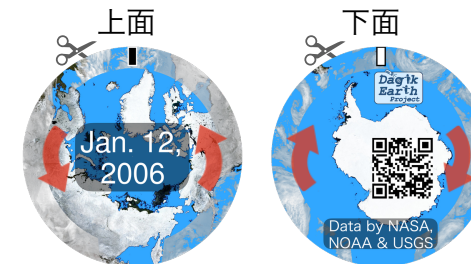 上面
下面
Jan. 12,
2006
Dagik
Earth
Project
Data by NASA,
NOAA & USGS